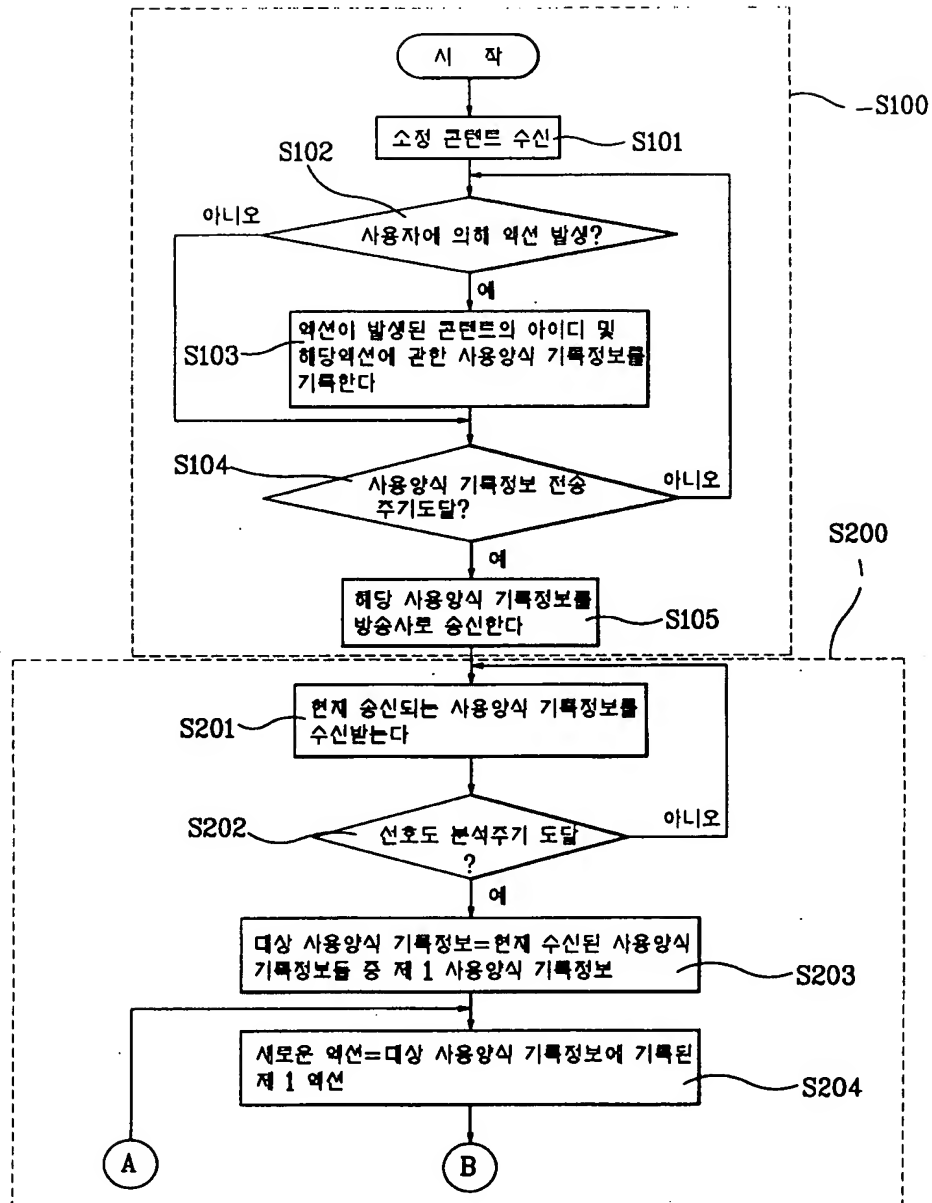 시 작
S100
소정 콘텐트 수신
S101
S102
아니오
사용자에 의해 액션 발생?
예
액션이 발생된 콘텐트의 아이디 및
해당액션에 관한 사용양식 기록정보를
기록한다
S103
S104
사용양식 기록정보 전송
주기도달?
아니오
예
해당 사용양식 기록정보를
방송사로 송신한다
S105
S200
현재 송신되는 사용양식 기록정보를
수신받는다
S201
S202
선호도 분석주기 도달
?
아니오
예
대상 사용양식 기록정보=현재 수신된 사용양식
기록정보들 중 제 1 사용양식 기록정보
S203
새로운 액션=대상 사용양식 기록정보에 기록된
제 1 액션
S204
A
B